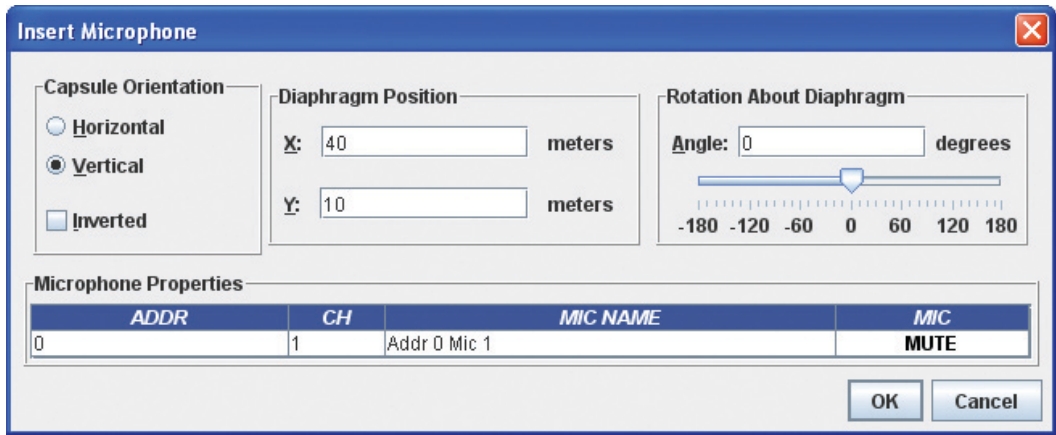 Insert Microphone
Capsule Orientation
Horizontal
Vertical
Inverted
Diaphragm Position
X: 40 meters
Y: 10 meters
Rotation About Diaphragm
Angle: 0 degrees
-180 -120 -60 0 60 120 180
Microphone Properties
ADDR CH MIC NAME MIC
0 1 Addr 0 Mic 1 MUTE
OK Cancel